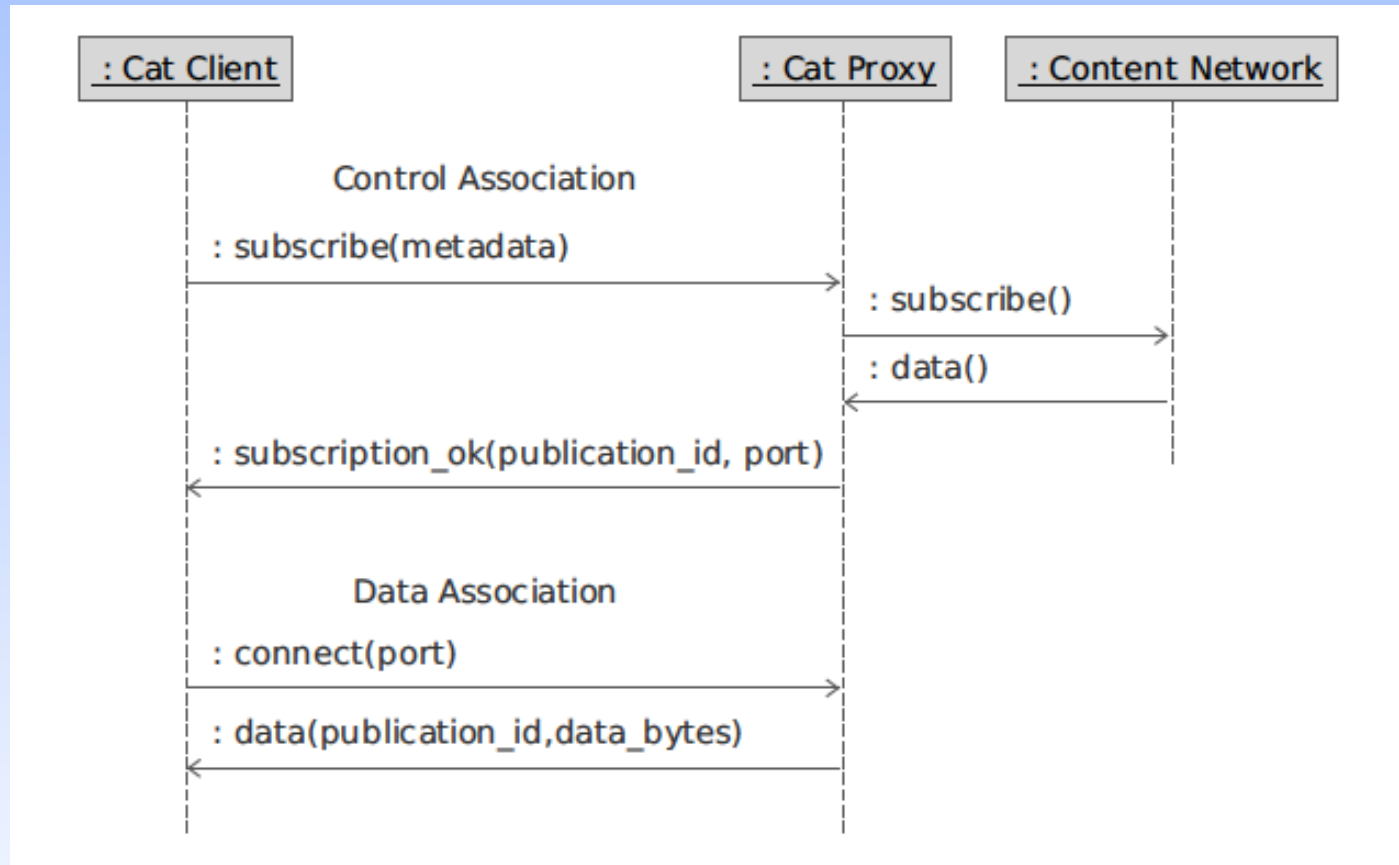 : Cat Client
: Cat Proxy
: Content Network
Control Association
: subscribe(metadata)
: subscribe()
: data()
: subscription_ok(publication_id, port)
Data Association
: connect(port)
: data(publication_id,data_bytes)